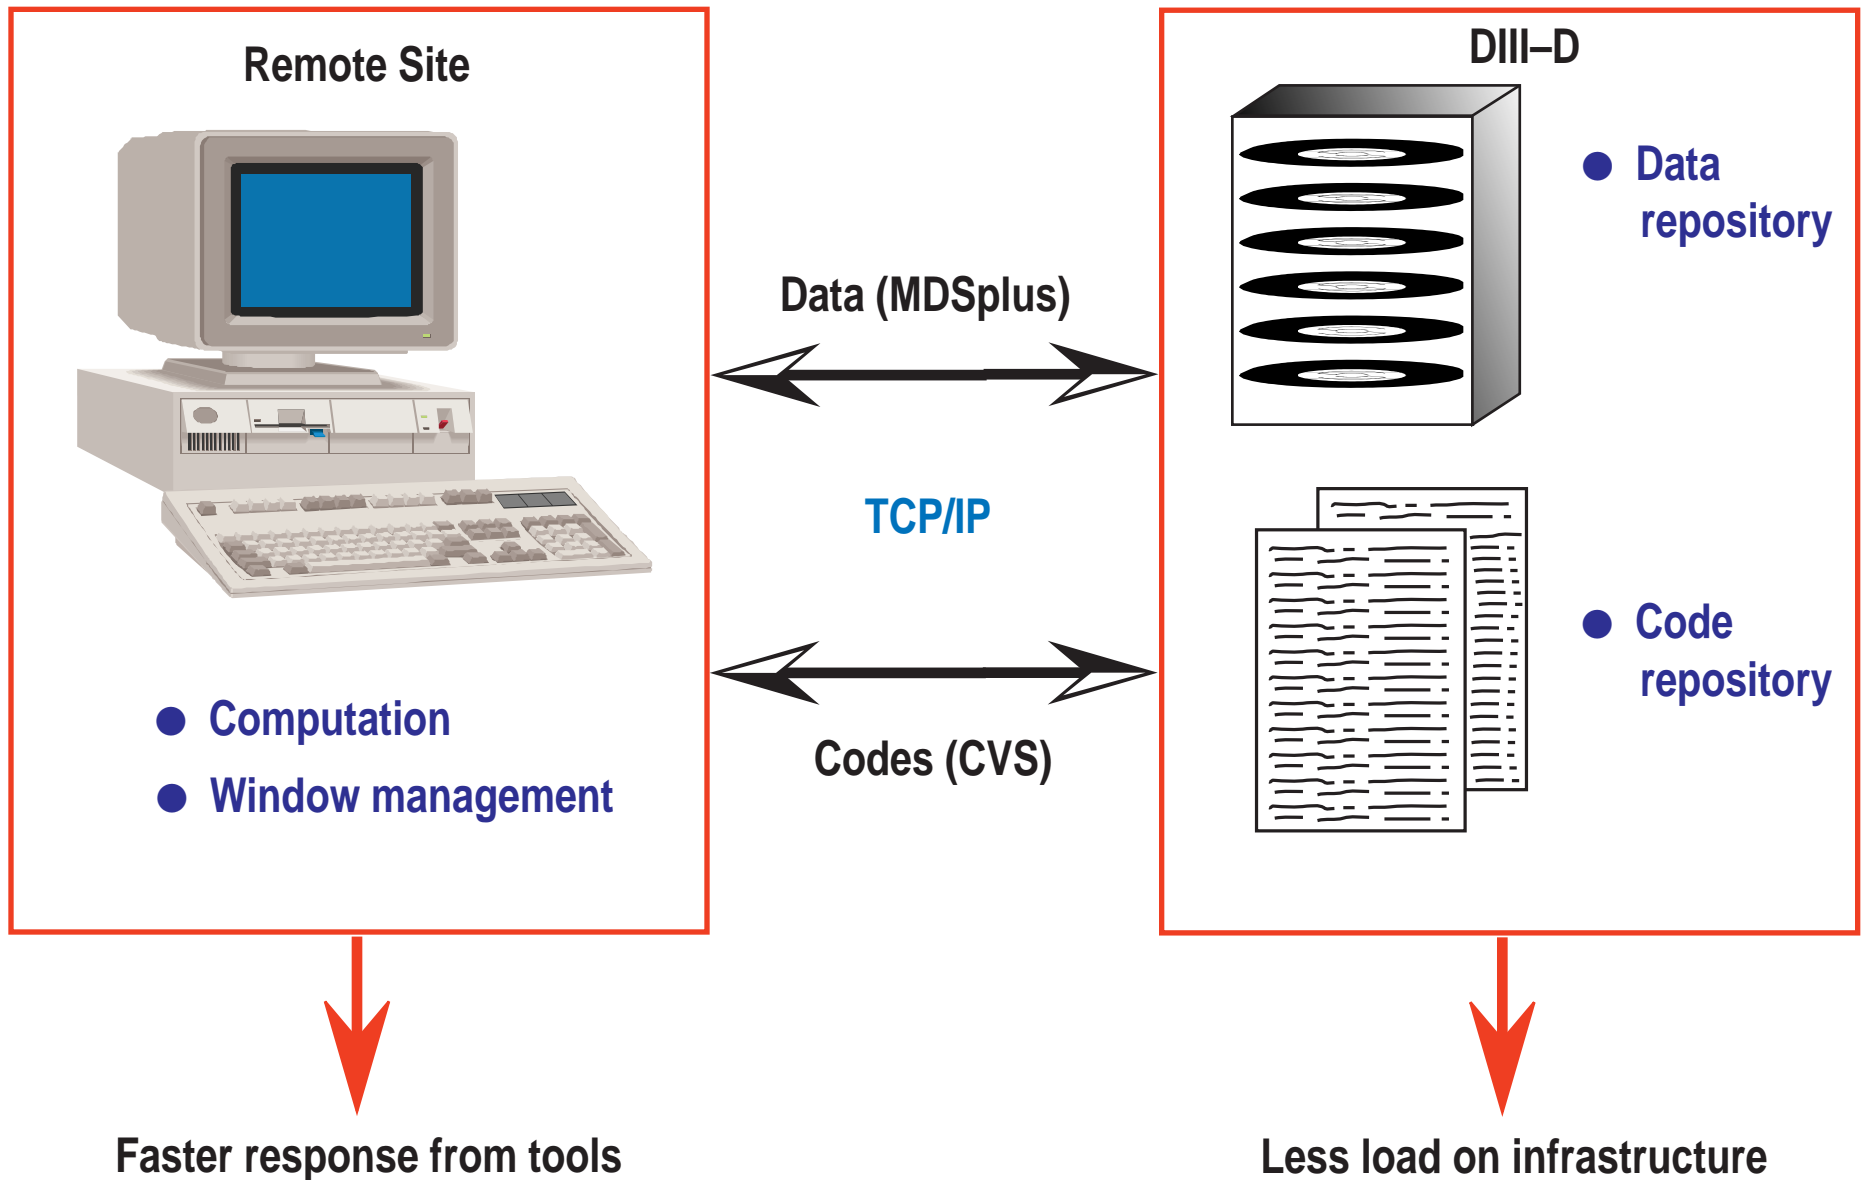 Remote Site
● Computation
● Window management
Data (MDSplus)
TCP/IP
Codes (CVS)
DIII–D
● Data
repository
● Code
repository
Faster response from tools
Less load on infrastructure